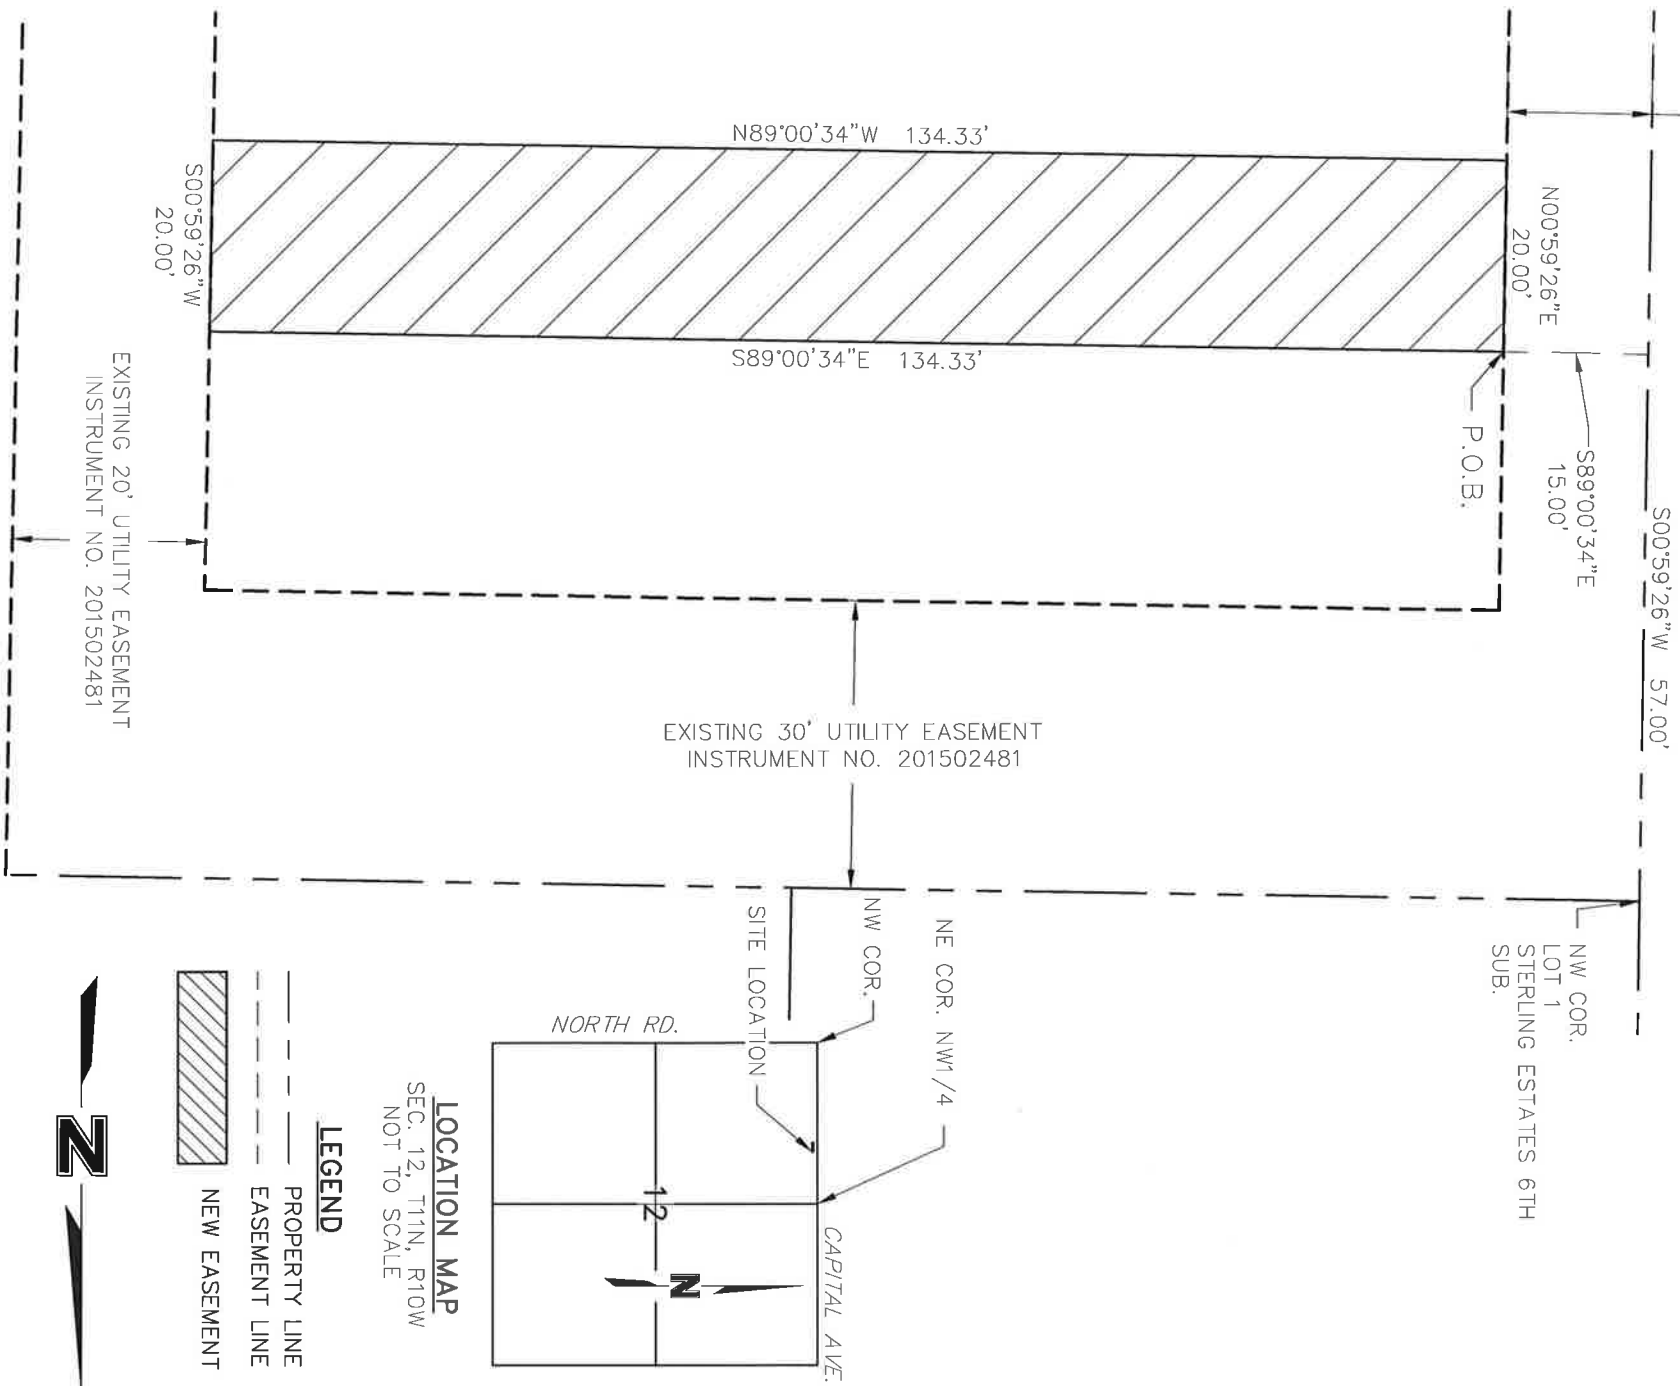 N89°00'34"W 134.33'
S00°59'26"W
20.00'
N00°59'26"E
20.00'
S89°00'34"E 134.33'
P.O.B.
S89°00'34"E
15.00'
S00°59'26"W 57.00'
EXISTING 20' UTILITY EASEMENT
INSTRUMENT NO. 201502481
EXISTING 30' UTILITY EASEMENT
INSTRUMENT NO. 201502481
NW COR.
LOT 1
STERLING ESTATES 6TH
SUB.
NE COR. NW1/4
NW COR.
SITE LOCATION
NORTH RD.
CAPITAL AVE.
12
N
LOCATION MAP
SEC. 12, T11N, R10W
NOT TO SCALE
LEGEND
PROPERTY LINE
EASEMENT LINE
NEW EASEMENT
N